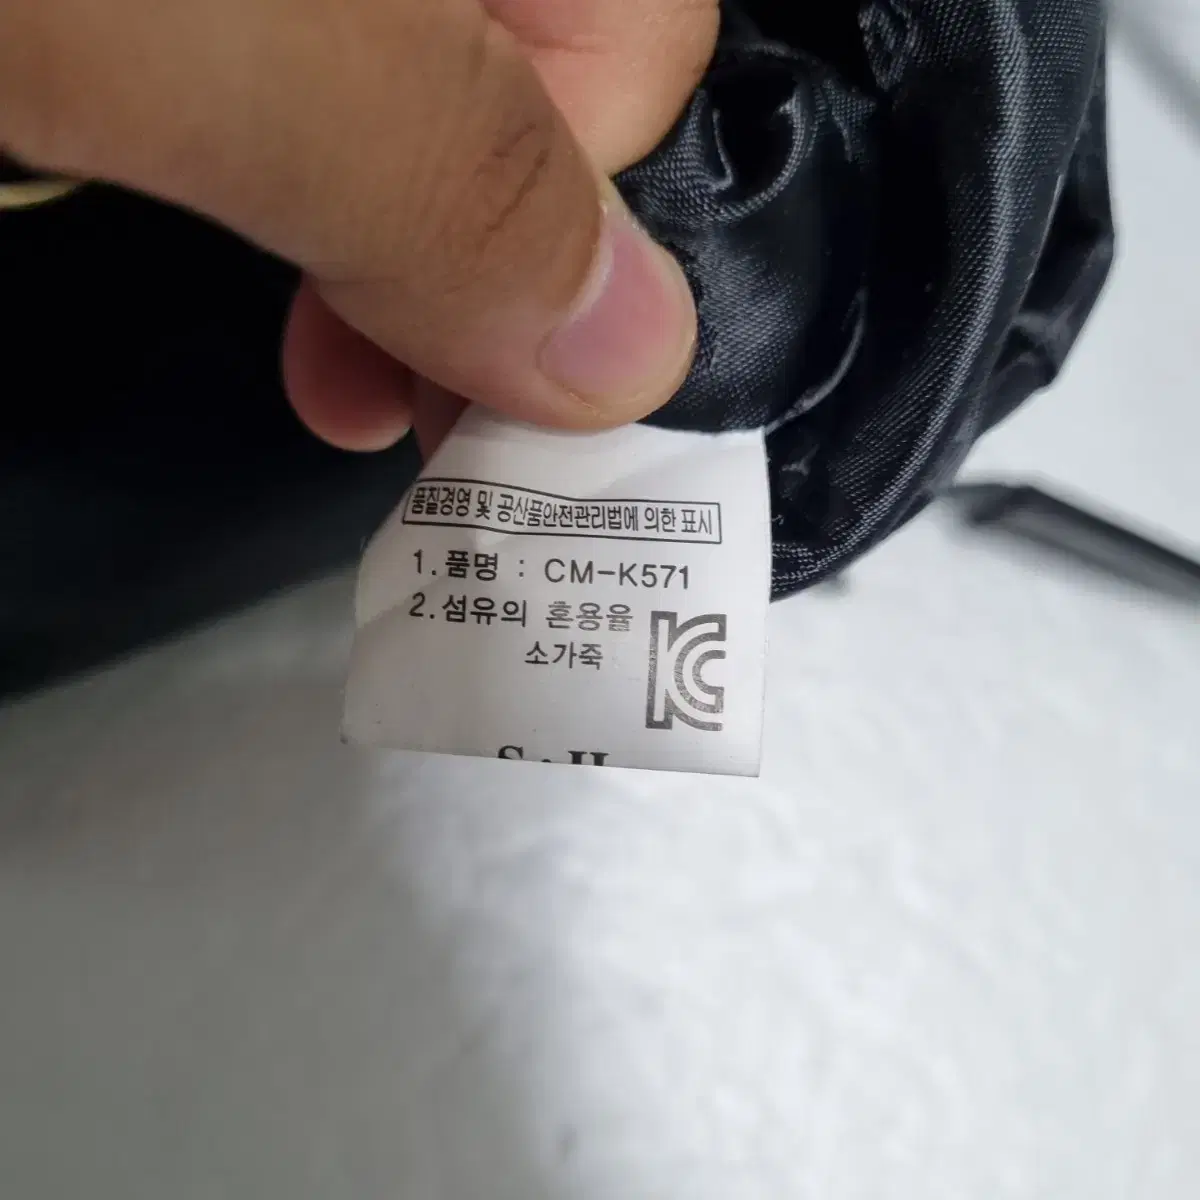 품질경영 및 공산품안전관리법에 의한 표시
1.품명 : CM-K571
2.섬유의 혼용율
소가죽
KC